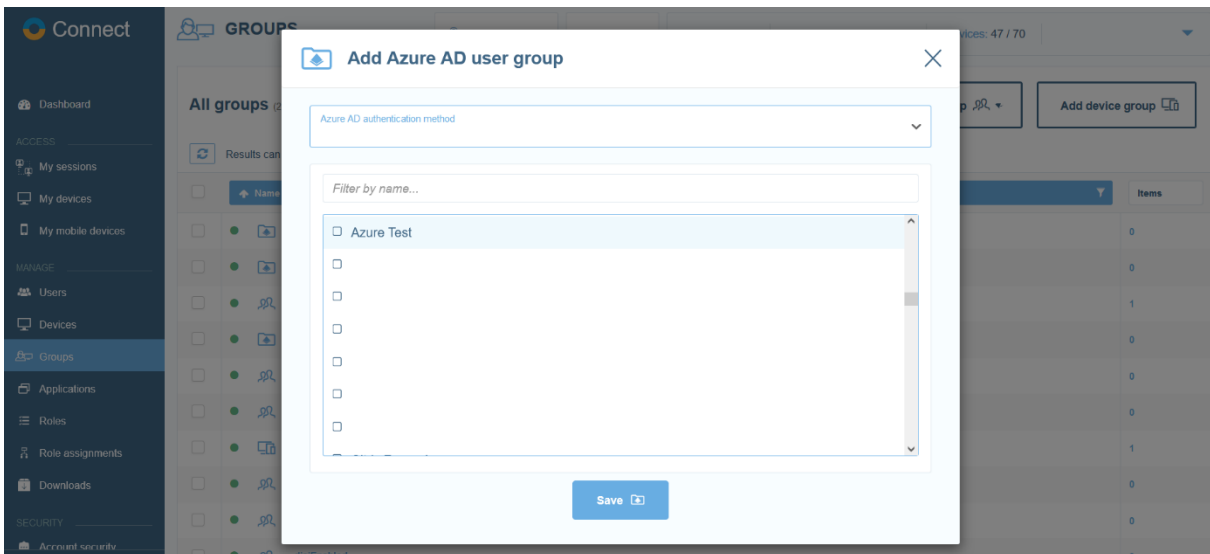 Connect
GROUPS
vices: 47 / 70
Add Azure AD user group
Dashboard
All groups
Add device group
Azure AD authentication method
ACCESS
Results can
My sessions
Filter by name...
Name
Items
My devices
Azure Test
0
My mobile devices
MANAGE
0
Users
1
Devices
0
Groups
0
Applications
0
Roles
Role assignments
1
Downloads
0
Save
SECURITY
0
Account security